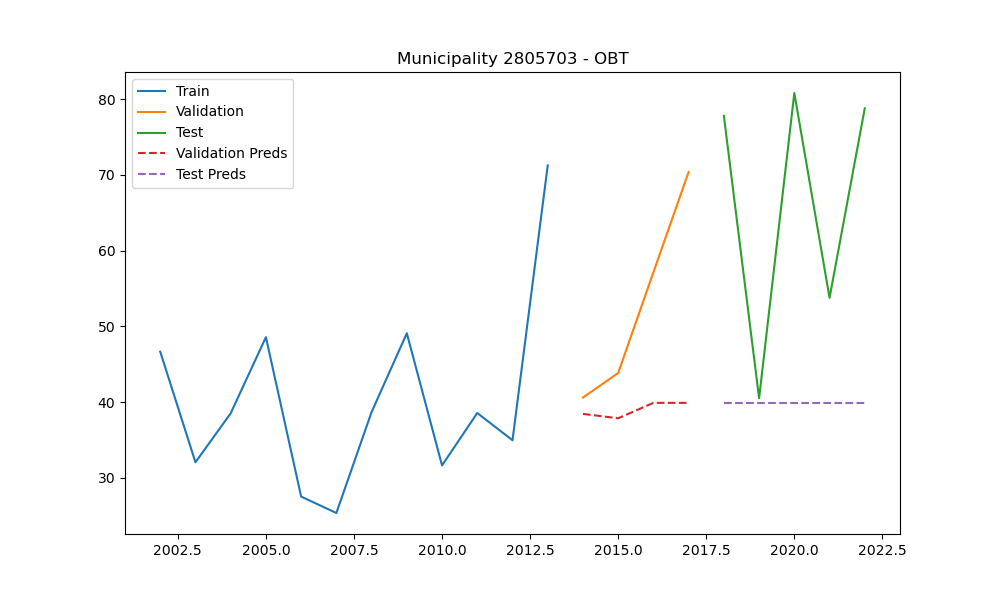 Municipality 2805703 - OBT
Train
Validation
Test
Validation Preds
Test Preds
80
70
60
50
40
30
2002.5 2005.0 2007.5 2010.0 2012.5 2015.0 2017.5 2020.0 2022.5